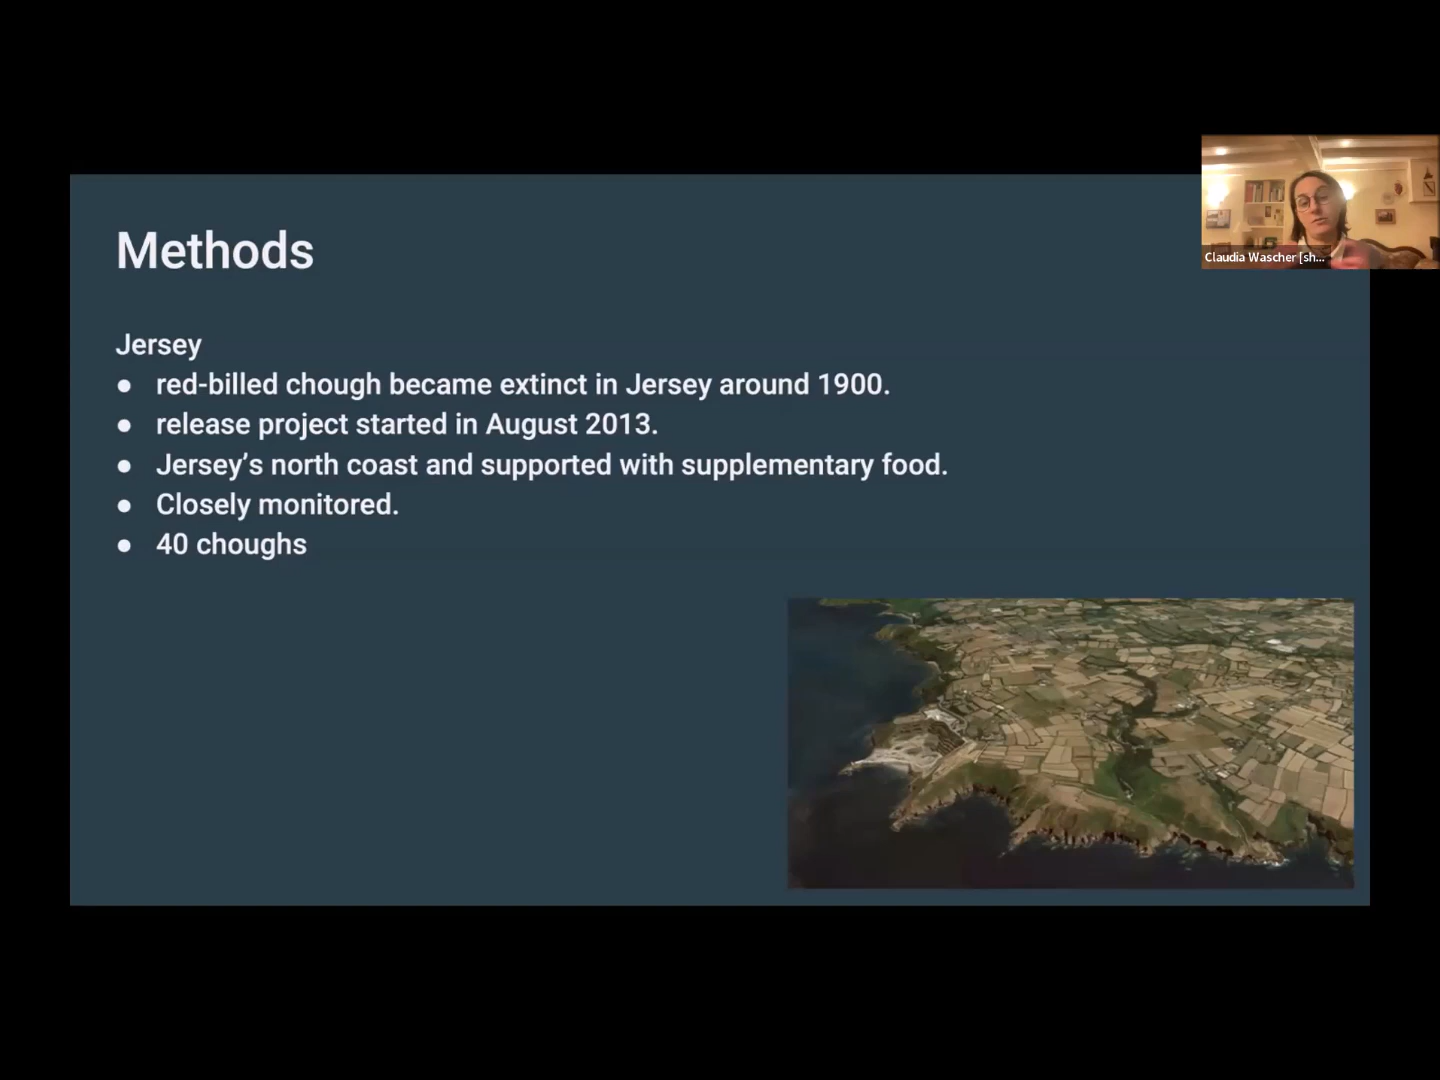 Methods
Claudia Wascher [sh...
Jersey
● red-billed chough became extinct in Jersey around 1900.
● release project started in August 2013.
● Jersey’s north coast and supported with supplementary food.
● Closely monitored.
● 40 choughs